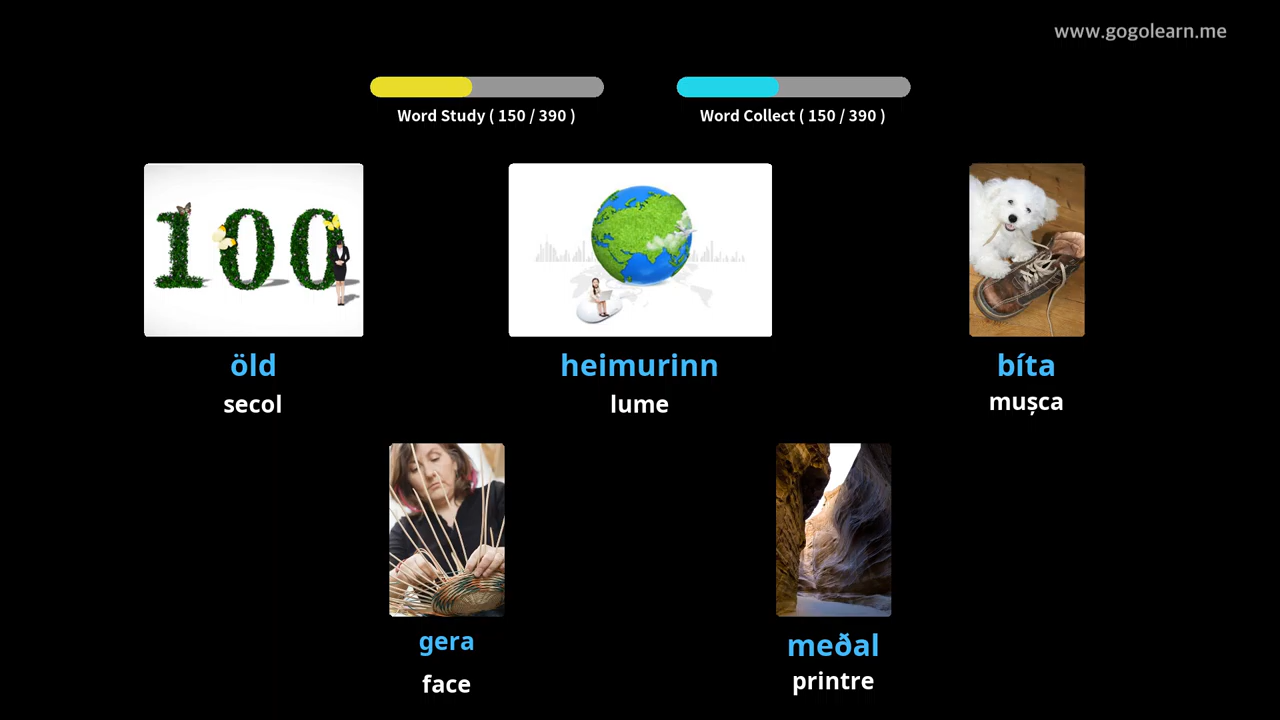 www.gogolearn.me
Word Study ( 150 / 390 )
Word Collect ( 150 / 390 )
100
öld
secol
heimurinn
lume
bíta
mușca
gera
face
meðal
printre